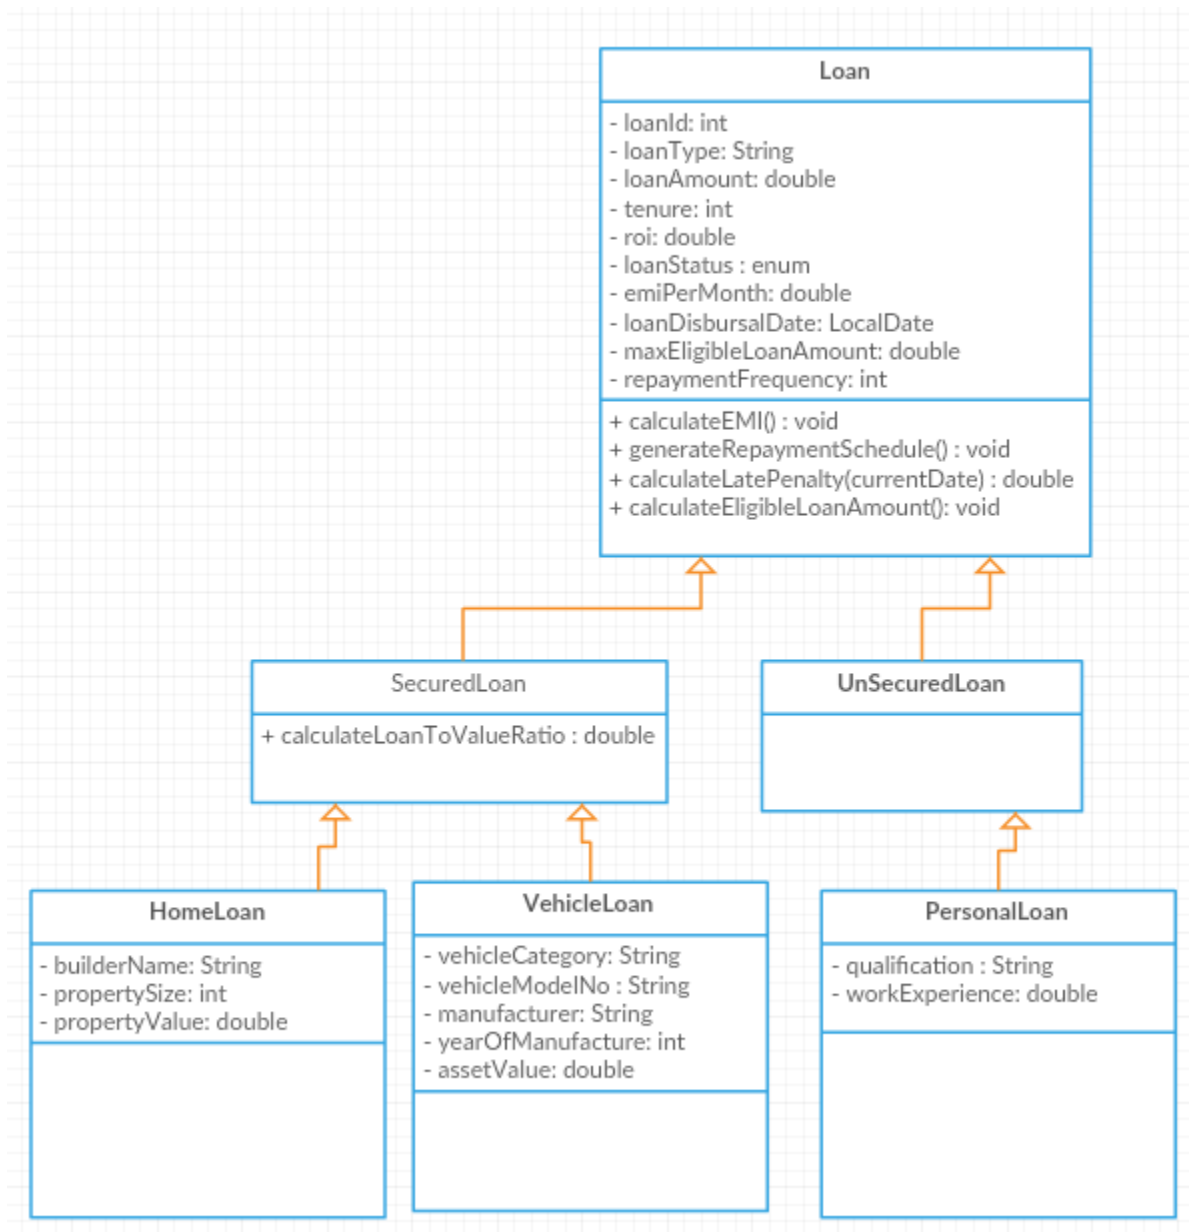 Loan
- loanId: int
- loanType: String
- loanAmount: double
- tenure: int
- roi: double
- loanStatus : enum
- emiPerMonth: double
- loanDisbursalDate: LocalDate
- maxEligibleLoanAmount: double
- repaymentFrequency: int
+ calculateEMI() : void
+ generateRepaymentSchedule() : void
+ calculateLatePenalty(currentDate) : double
+ calculateEligibleLoanAmount(): void
SecuredLoan
+ calculateLoanToValueRatio : double
UnSecuredLoan
HomeLoan
- builderName: String
- propertySize: int
- propertyValue: double
VehicleLoan
- vehicleCategory: String
- vehicleModelNo : String
- manufacturer: String
- yearOfManufacture: int
- assetValue: double
PersonalLoan
- qualification : String
- workExperience: double